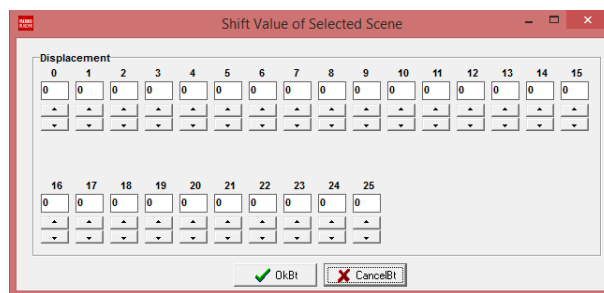 Shift Value of Selected Scene
Displacement
0 1 2 3 4 5 6 7 8 9 10 11 12 13 14 15
0 0 0 0 0 0 0 0 0 0 0 0 0 0 0 0
16 17 18 19 20 21 22 23 24 25
0 0 0 0 0 0 0 0 0 0
OkBt CancelBt